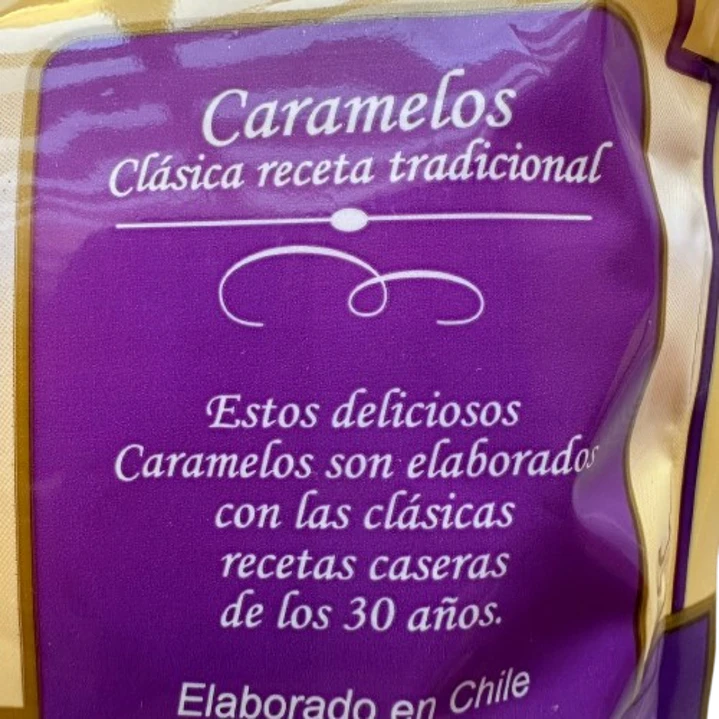 Caramelos
Clásica receta tradicional
Estos deliciosos
Caramelos son elaborados
con las clásicas
recetas caseras
de los 30 años.
Elaborado en Chile